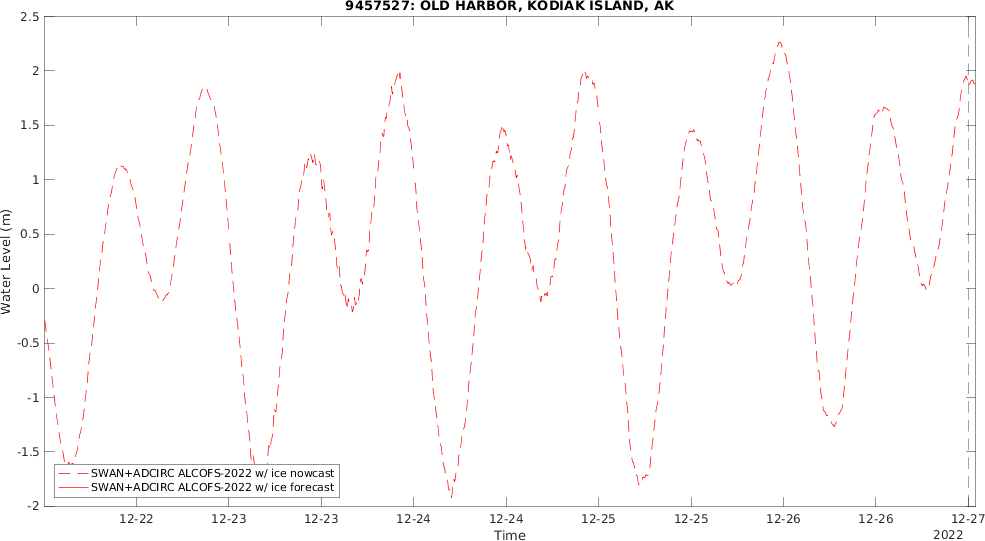 9457527: OLD HARBOR, KODIAK ISLAND, AK
2.5
2
1.5
1
0.5
0
-0.5
-1
-1.5
-2
Water Level (m)
SWAN+ADCIRC ALCOFS-2022 w/ ice nowcast
SWAN+ADCIRC ALCOFS-2022 w/ ice forecast
12-22 12-23 12-23 12-24 12-24 12-25 12-25 12-26 12-26 12-27
Time
2022